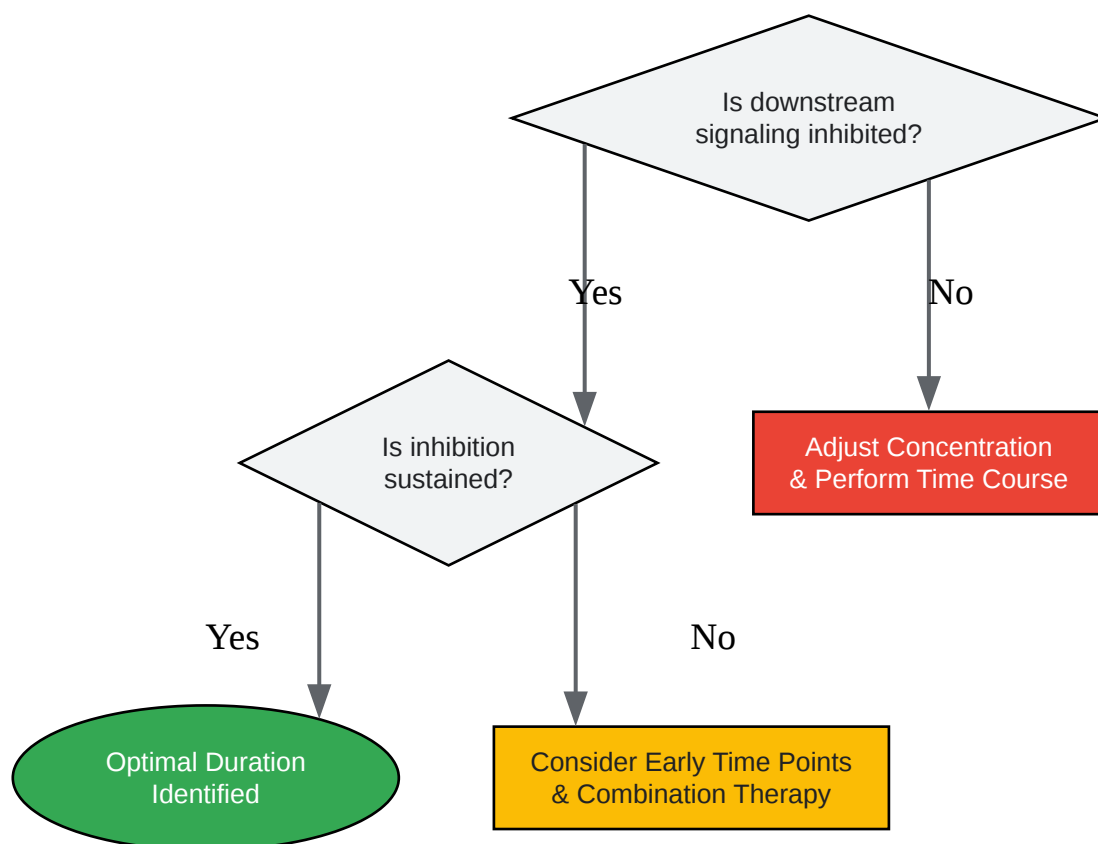 Is downstream
signaling inhibited?
Yes
No
Is inhibition
sustained?
Adjust Concentration
& Perform Time Course
Yes
No
Optimal Duration
Identified
Consider Early Time Points
& Combination Therapy